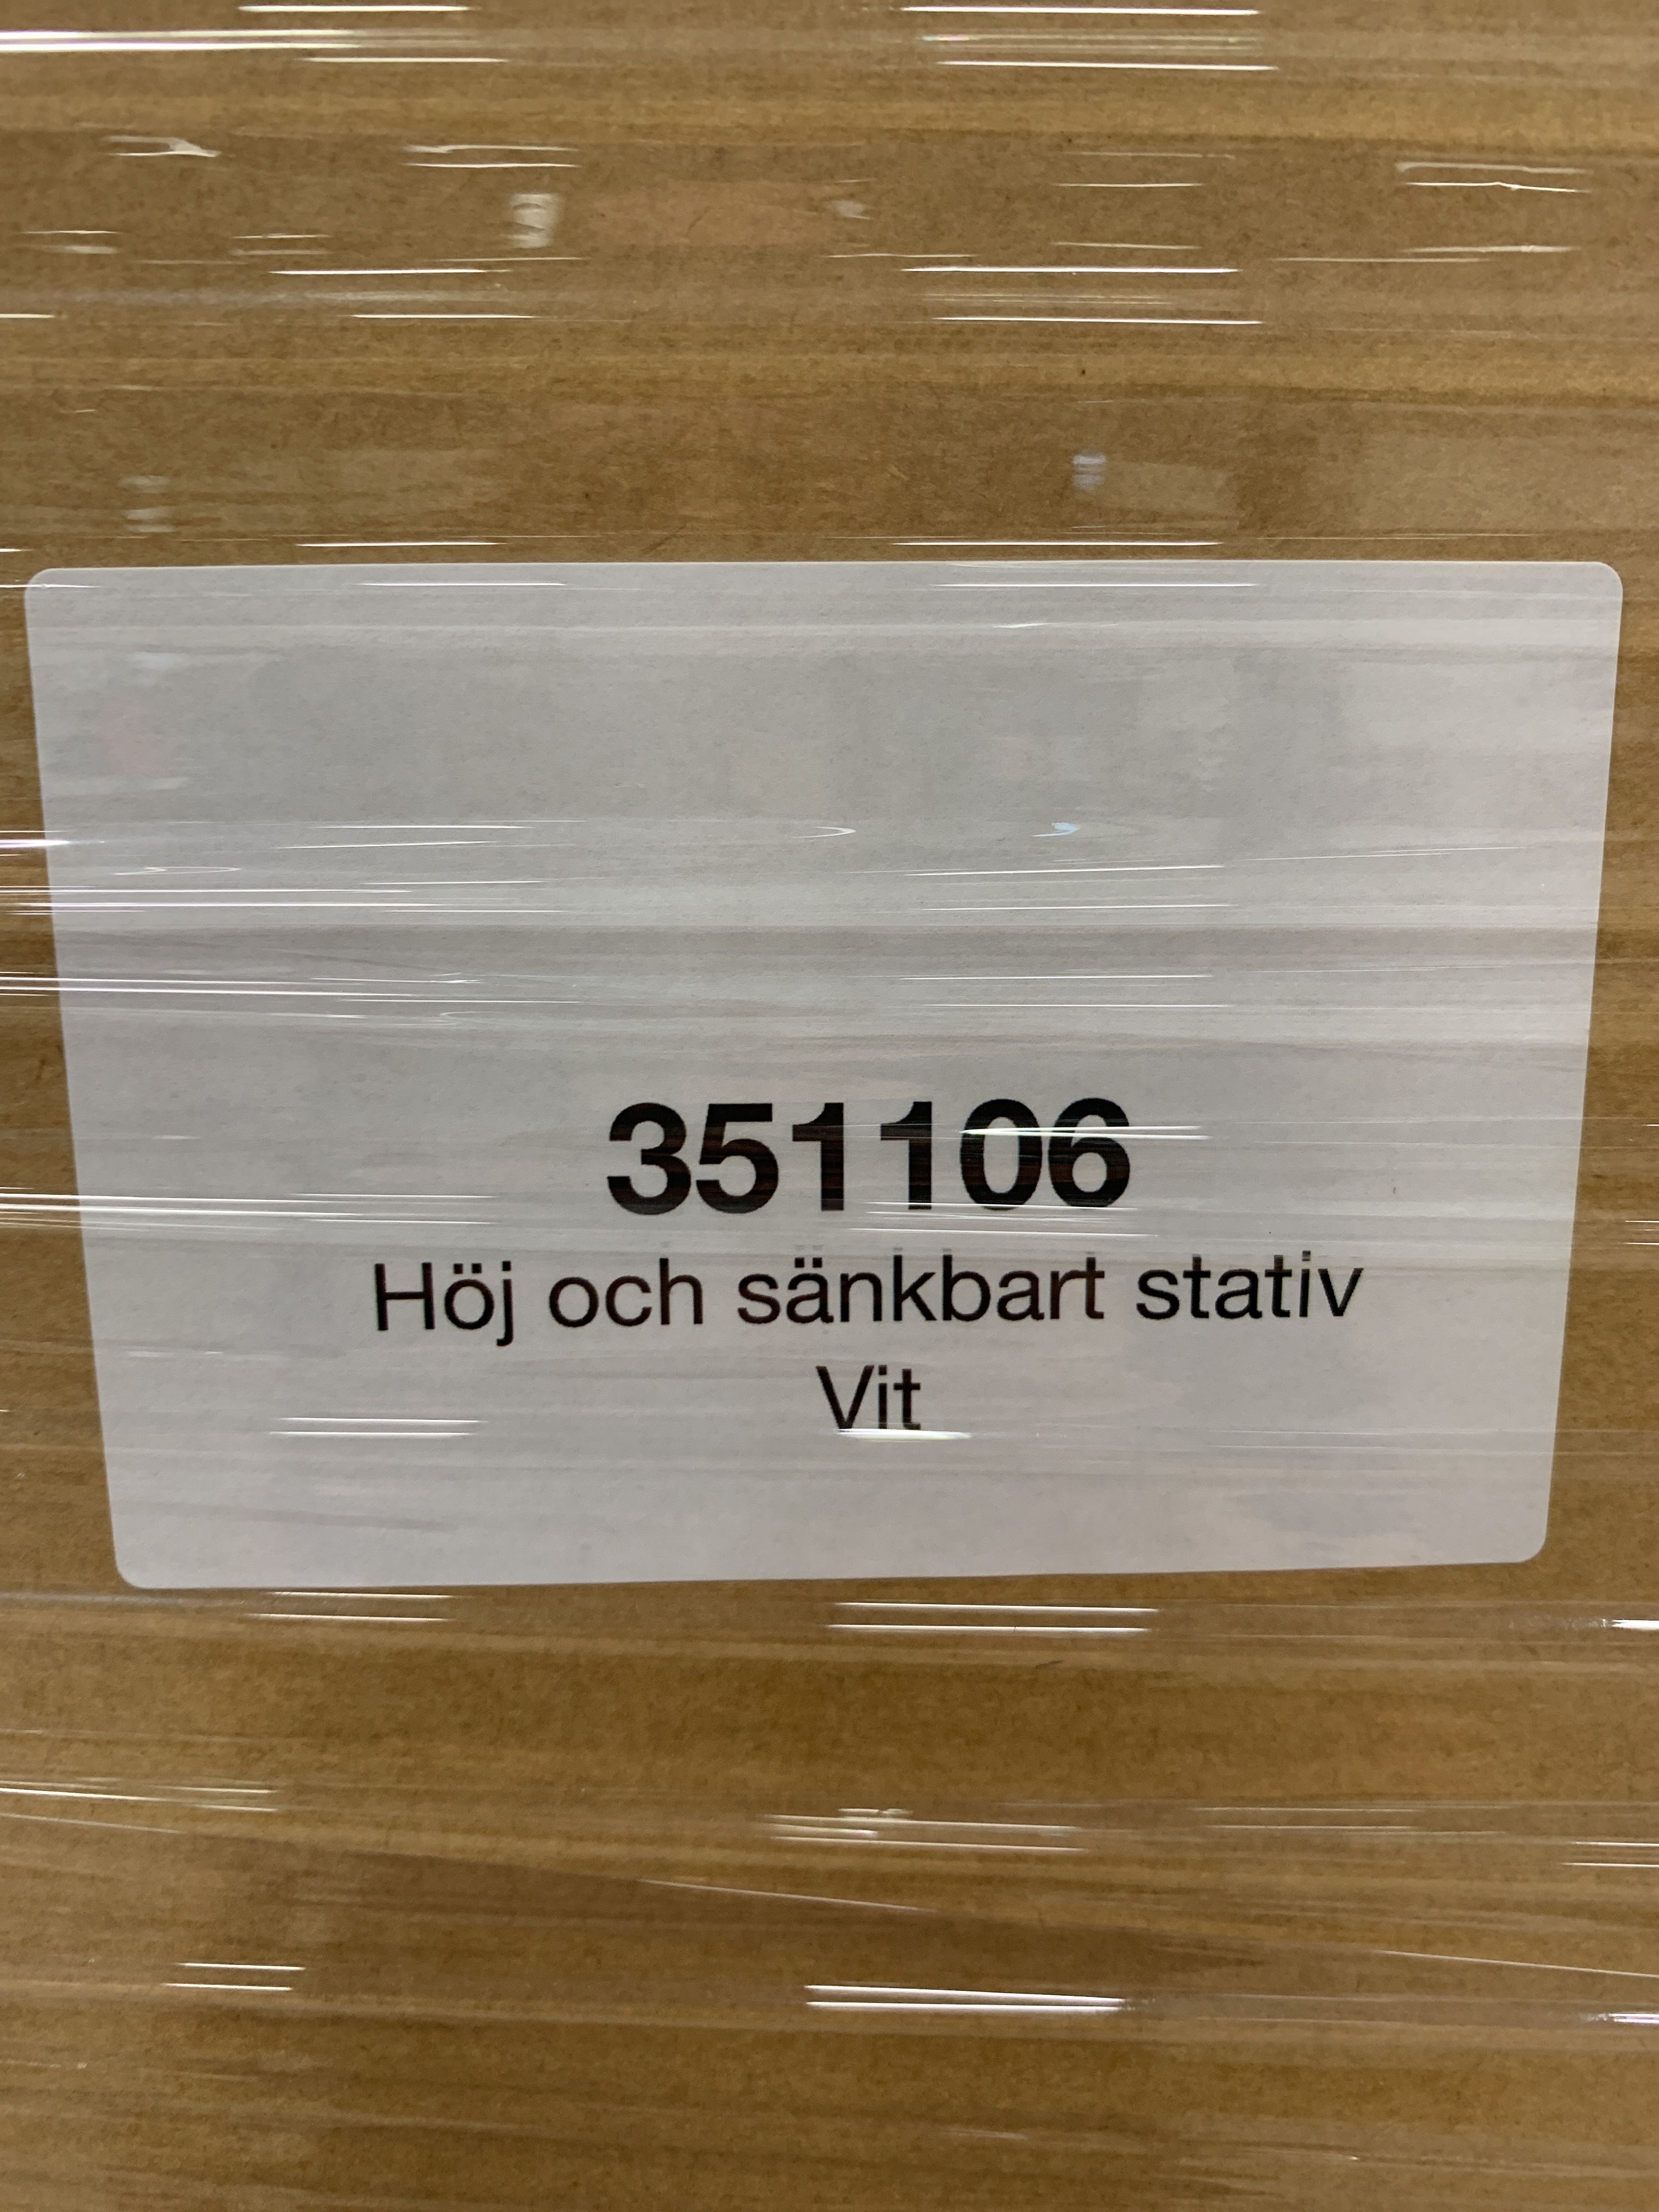 351106
Höj och sänkbart stativ
Vit